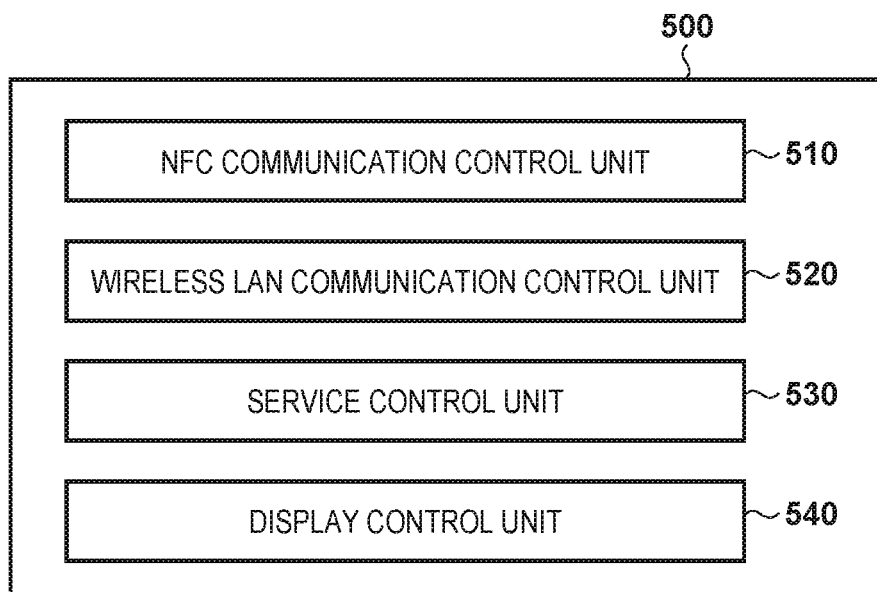 500
NFC COMMUNICATION CONTROL UNIT 510
WIRELESS LAN COMMUNICATION CONTROL UNIT 520
SERVICE CONTROL UNIT 530
DISPLAY CONTROL UNIT 540